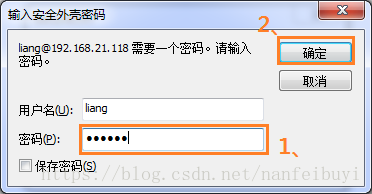 输入安全外壳密码
2、
liang@192.168.21.118 需要一个密码。请输入
密码。
确定
取消
用户名(U):
liang
密码(P):
●●●●●●
1、
保存密码(S)
https://blog.csdn.net/nanfeibuyi